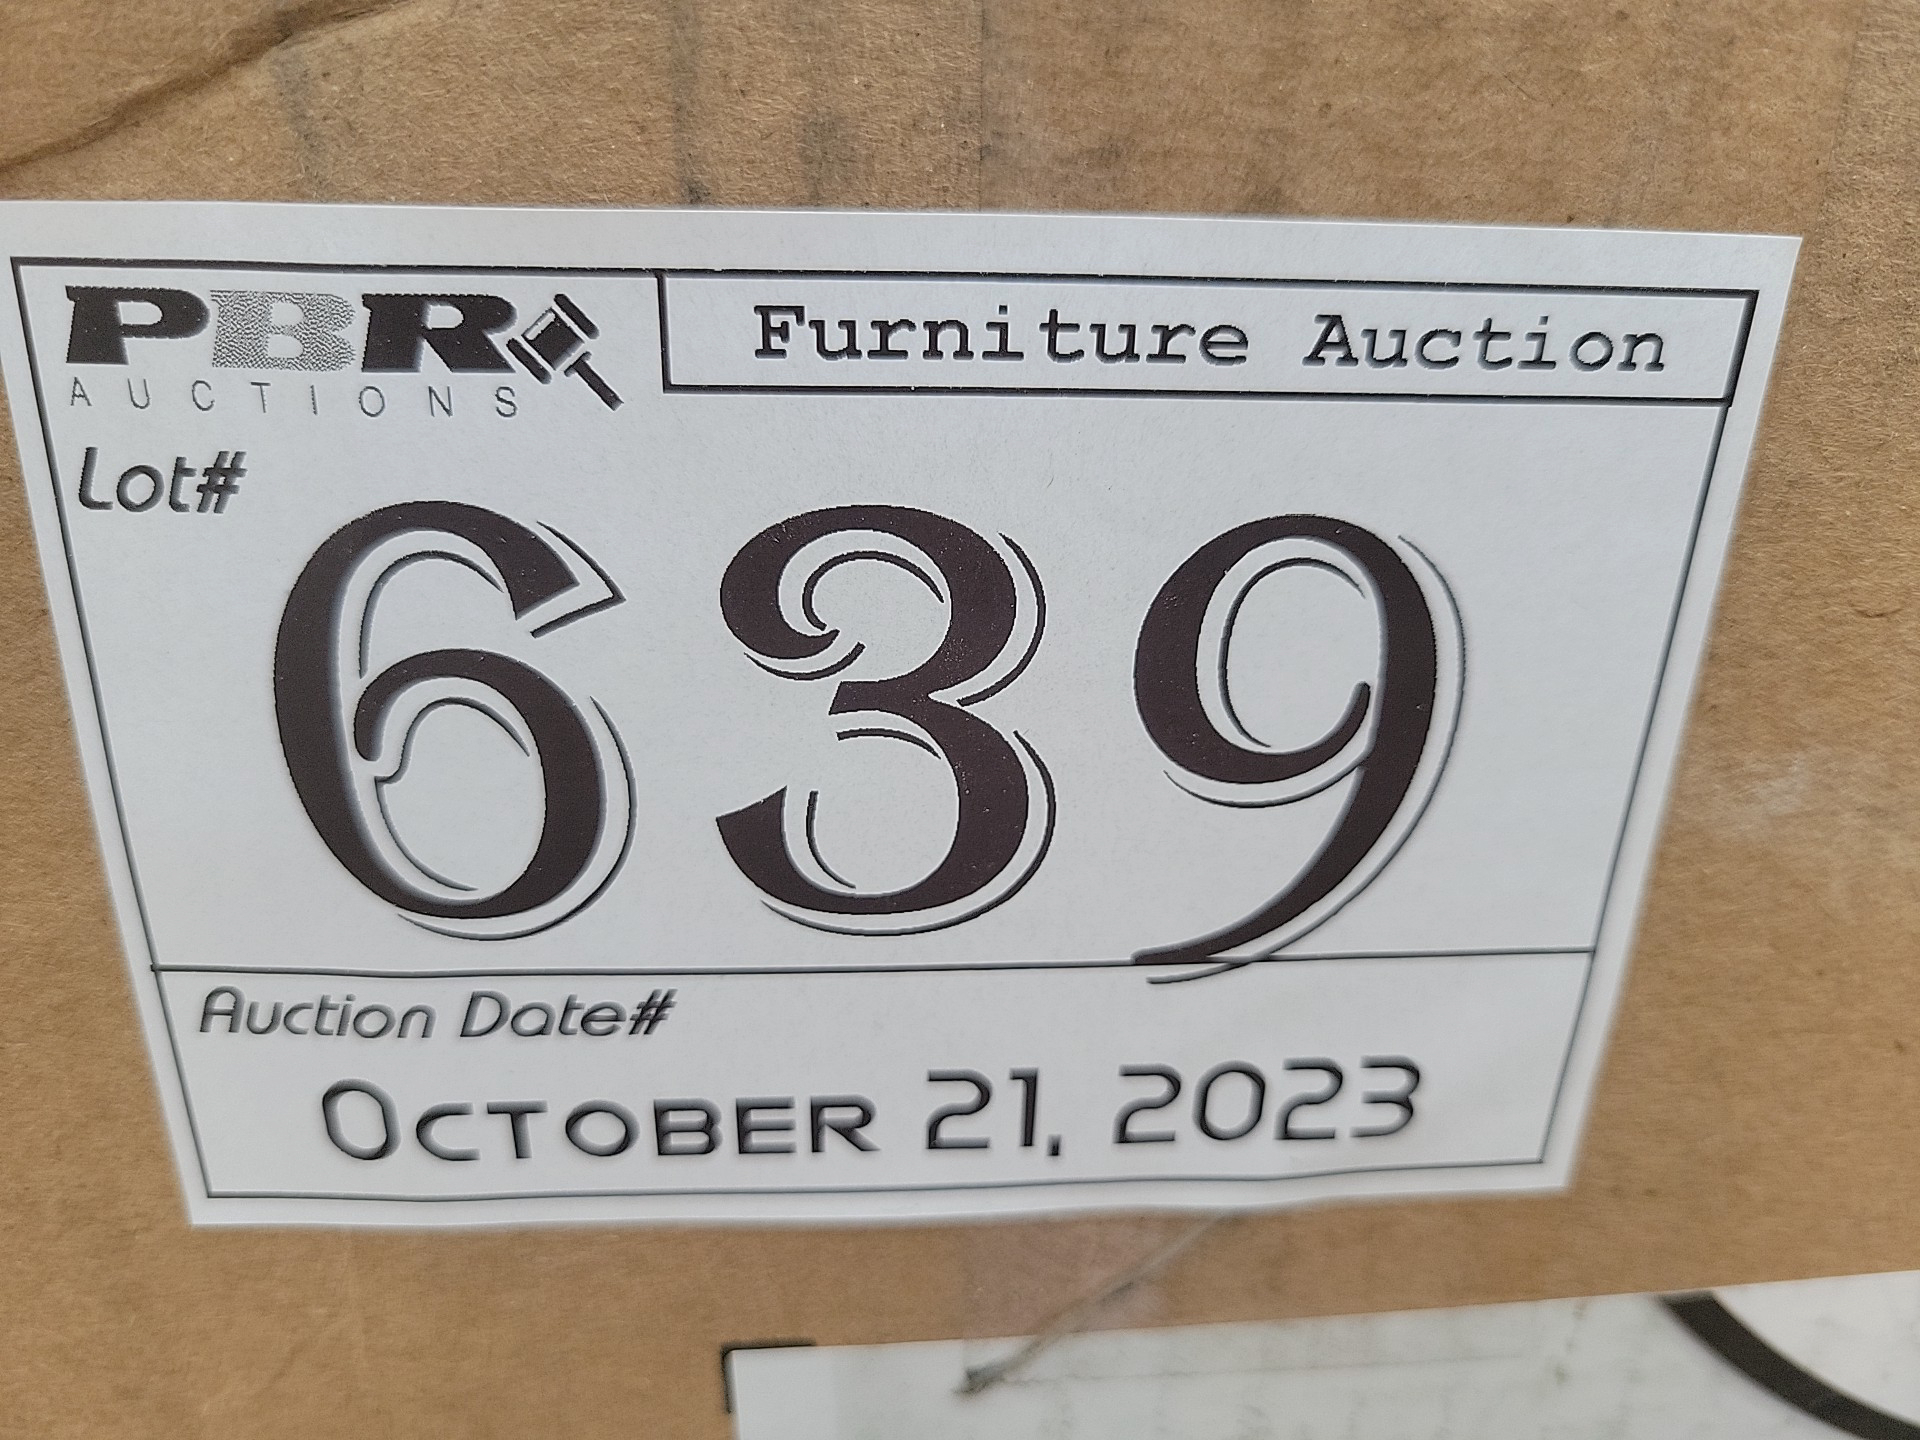 PBR
AUCTIONS
Furniture Auction
Lot#
639
Auction Date#
OCTOBER 21, 2023